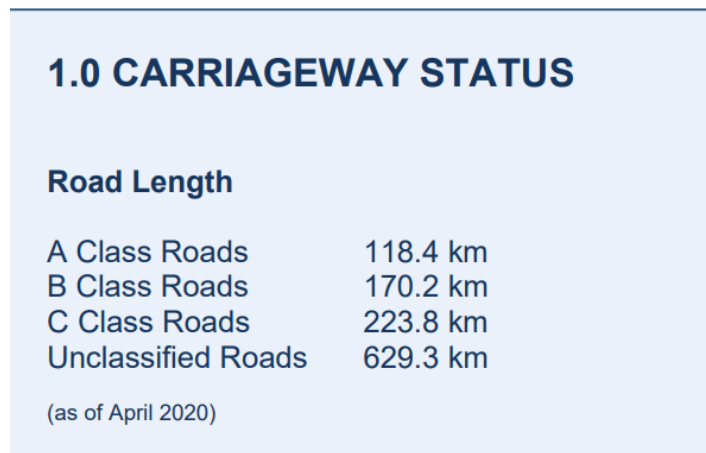 1.0 CARRIAGEWAY STATUS
Road Length
A Class Roads 118.4 km
B Class Roads 170.2 km
C Class Roads 223.8 km
Unclassified Roads 629.3 km
(as of April 2020)